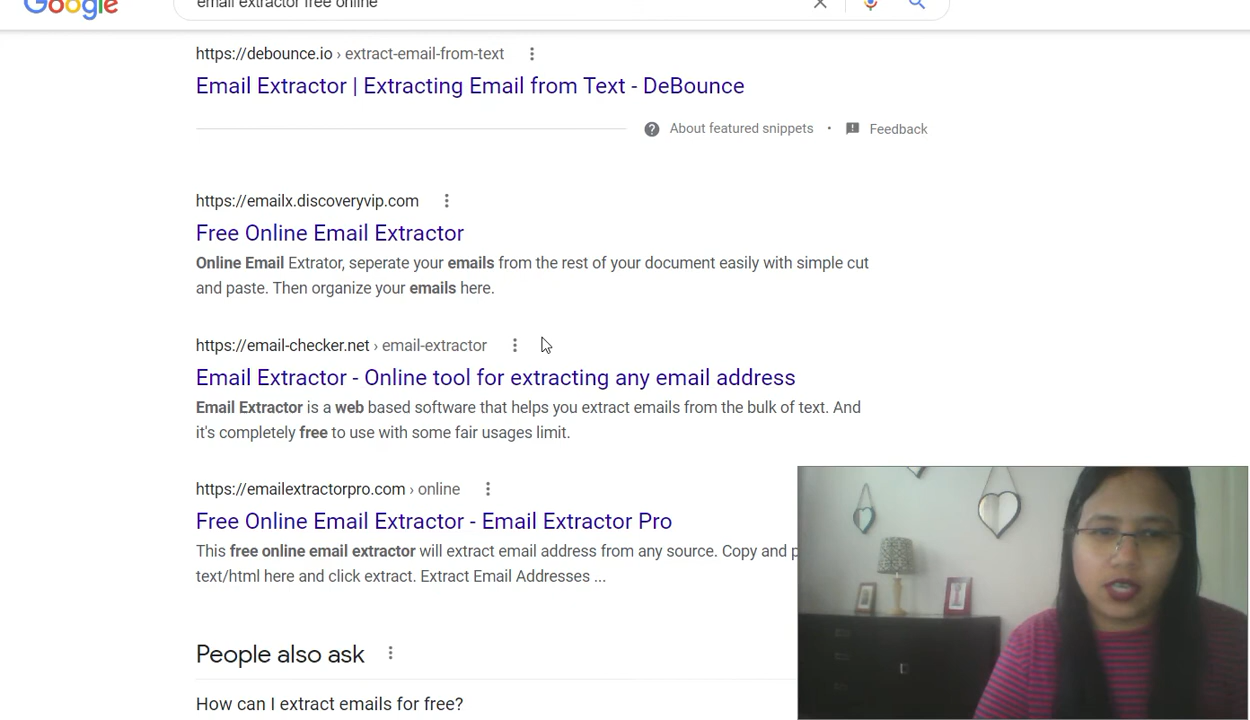 Google
email extractor free online
https://debounce.io › extract-email-from-text
Email Extractor | Extracting Email from Text - DeBounce
About featured snippets • Feedback
https://emailx.discoveryvip.com
Free Online Email Extractor
Online Email Extrator, seperate your emails from the rest of your document easily with simple cut
and paste. Then organize your emails here.
https://email-checker.net › email-extractor
Email Extractor - Online tool for extracting any email address
Email Extractor is a web based software that helps you extract emails from the bulk of text. And
it's completely free to use with some fair usages limit.
https://emailextractorpro.com › online
Free Online Email Extractor - Email Extractor Pro
This free online email extractor will extract email address from any source. Copy and
text/html here and click extract. Extract Email Addresses ...
People also ask
How can I extract emails for free?